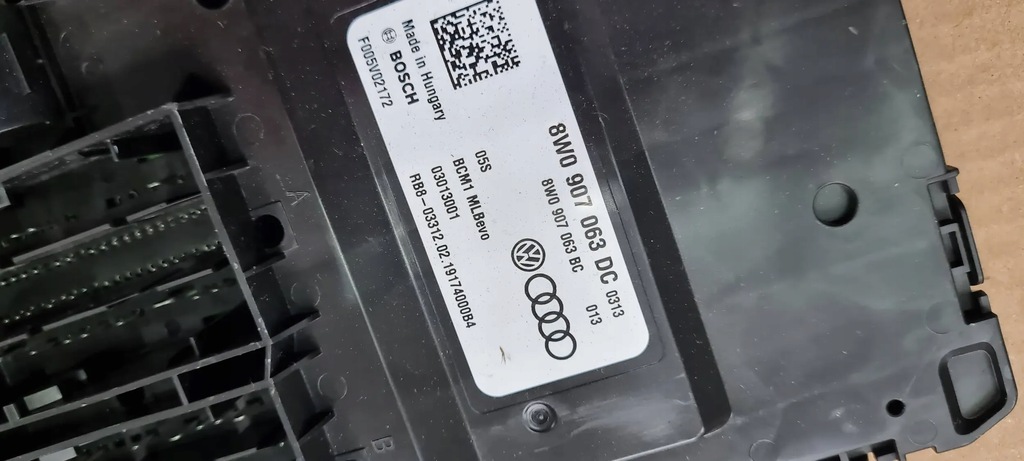 8W0 907 063 DC 0313
8W0 907 063 BC 013
05S
BCM1 MLBevo
03013001
RB8-03312.02.1917400084
Made in Hungary
BOSCH
F005V02172
A
B